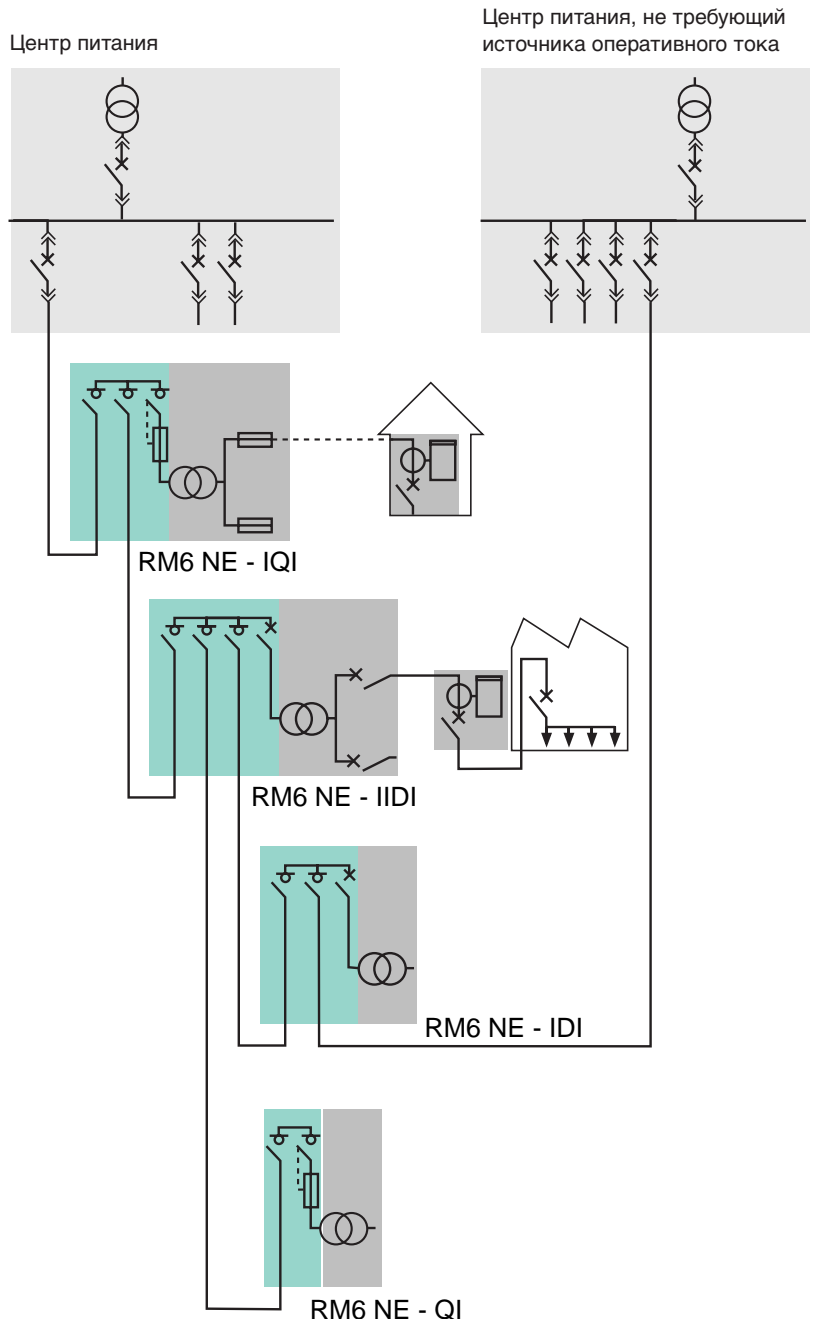 Центр питания
Центр питания, не требующий
источника оперативного тока
RM6 NE - IQI
RM6 NE - IIDI
RM6 NE - IDI
RM6 NE - QI